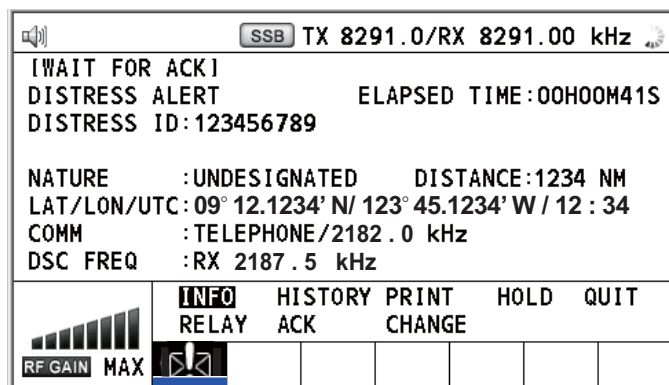 SSB TX 8291.0/RX 8291.00 kHz
[WAIT FOR ACK]
DISTRESS ALERT ELAPSED TIME:00H00M41S
DISTRESS ID:123456789
NATURE :UNDESIGNATED DISTANCE:1234 NM
LAT/LON/UTC:09° 12.1234' N/ 123° 45.1234' W / 12 : 34
COMM :TELEPHONE/2182 . 0 kHz
DSC FREQ :RX 2187 . 5 kHz
INFO HISTORY PRINT HOLD QUIT
RELAY ACK CHANGE
RF GAIN MAX